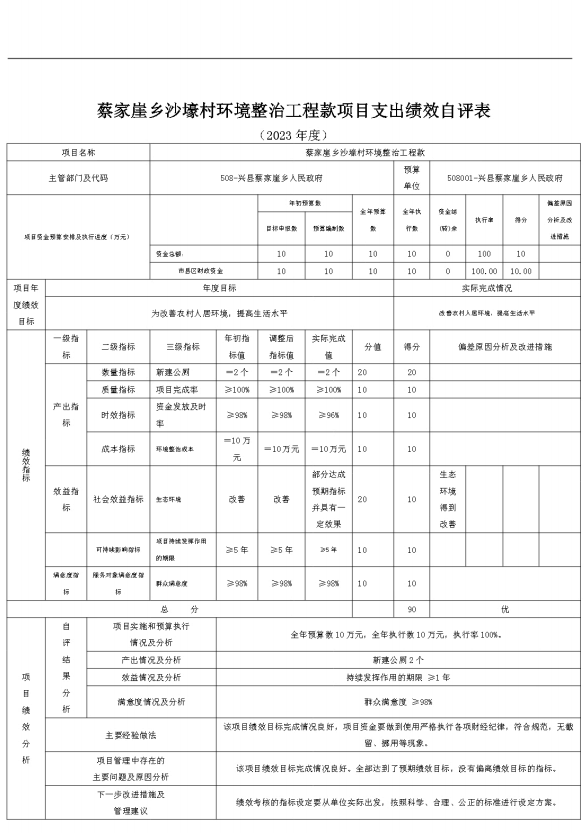 蔡家崖乡沙壕村环境整治工程款项目支出绩效自评表
（2023 年度）
项目名称 蔡家崖乡沙壕村环境整治工程款
主管部门及代码 508-兴县蔡家崖乡人民政府 预算单位 508001-兴县蔡家崖乡人民政府
项目资金预算安排及执行进度（万元） 年初预算数 全年预算数 全年执行数 资金结(转)余 执行率 得分 偏差原因分析及改进措施
目标申报数 预算编制数
资金总额: 10 10 10 10 0 100 10
市县区财政资金 10 10 10 10 0 100.00 10.00
项目年度绩效目标 年度目标 实际完成情况
为改善农村人居环境，提高生活水平 改善农村人居环境，提高生活水平
绩效指标 一级指标 二级指标 三级指标 年初指标值 调整后指标值 实际完成值 分值 得分 偏差原因分析及改进措施
产出指标 数量指标 新建公厕 ＝2 个 ＝2 个 ＝2 个 20 20
质量指标 项目完成率 ≥100% ≥100% ≥100% 10 10
时效指标 资金发放及时率 ≥98% ≥98% ≥96% 10 10
成本指标 环境整治成本 ＝10 万元 ＝10万元 ＝10万元 10 10
效益指标 社会效益指标 生态环境 改善 改善 部分达成预期指标并具有一定效果 20 10 生态环境得到改善
可持续影响指标 项目持续发挥作用的期限 ≥5 年 ≥5 年 ≥5 年 10 10
满意度指标 服务对象满意度指标 群众满意度 ≥98% ≥98% ≥98% 10 10
总 分 90 优
项目绩效分析 自评结果分析 项目实施和预算执行情况及分析 全年预算数 10 万元，全年执行数 10 万元，执行率 100%。
产出情况及分析 新建公厕 2 个
效益情况及分析 持续发挥作用的期限 ≥1 年
满意度情况及分析 群众满意度 ≥98%
主要经验做法 该项目绩效目标完成情况良好，项目资金要做到使用严格执行各项财经纪律，符合规范，无截留、挪用等现象。
项目管理中存在的主要问题及原因分析 该项目绩效目标完成情况良好。全部达到了预期绩效目标，没有偏离绩效目标的指标。
下一步改进措施及管理建议 绩效考核的指标设定要从单位实际出发，按照科学、合理、公正的标准进行设定方案。